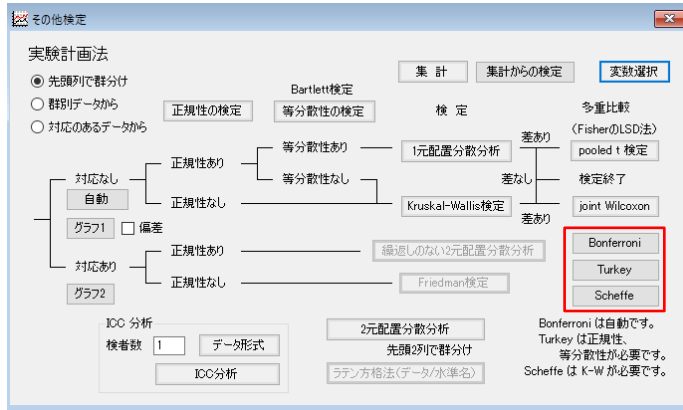 その他検定
実験計画法
先頭列で群分け
群別データから
対応のあるデータから
集 計
集計からの検定
変数選択
Bartlett検定
正規性の検定
等分散性の検定
検 定
多重比較
(FisherのLSD法)
等分散性あり
1元配置分散分析
差あり
pooled t 検定
正規性あり
対応なし
等分散性なし
差なし
検定終了
自動
正規性なし
Kruskal-Wallis検定
差あり
joint Wilcoxon
グラフ1
偏差
正規性あり
繰返しのない2元配置分散分析
Bonferroni
対応あり
正規性なし
Friedman検定
Turkey
グラフ2
Scheffe
ICC 分析
検者数 1
データ形式
ICC分析
2元配置分散分析
先頭2列で群分け
ラテン方格法(データ/水準名)
Bonferroni は自動です。
Turkey は正規性、
等分散性が必要です。
Scheffe は K-W が必要です。